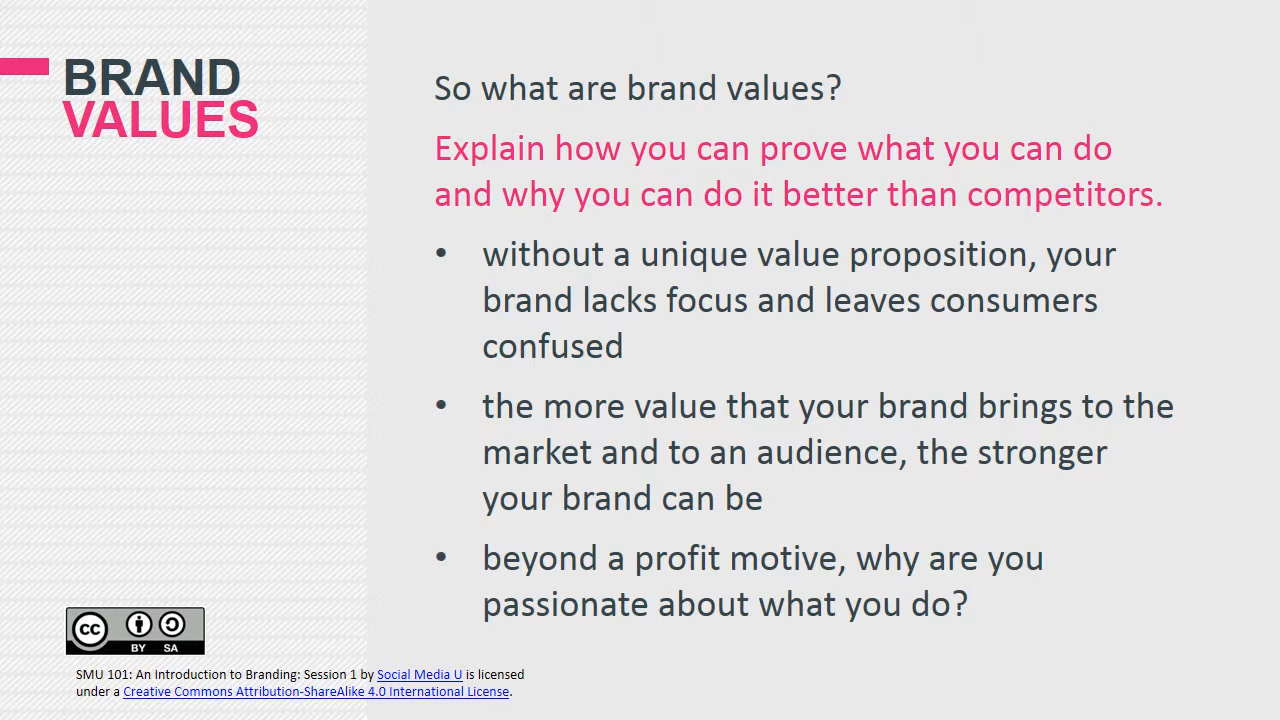 BRAND
VALUES
So what are brand values?
Explain how you can prove what you can do
and why you can do it better than competitors.
• without a unique value proposition, your
brand lacks focus and leaves consumers
confused
• the more value that your brand brings to the
market and to an audience, the stronger
your brand can be
• beyond a profit motive, why are you
passionate about what you do?
CC
BY SA
SMU 101: An Introduction to Branding: Session 1 by Social Media U is licensed
under a Creative Commons Attribution-ShareAlike 4.0 International License.